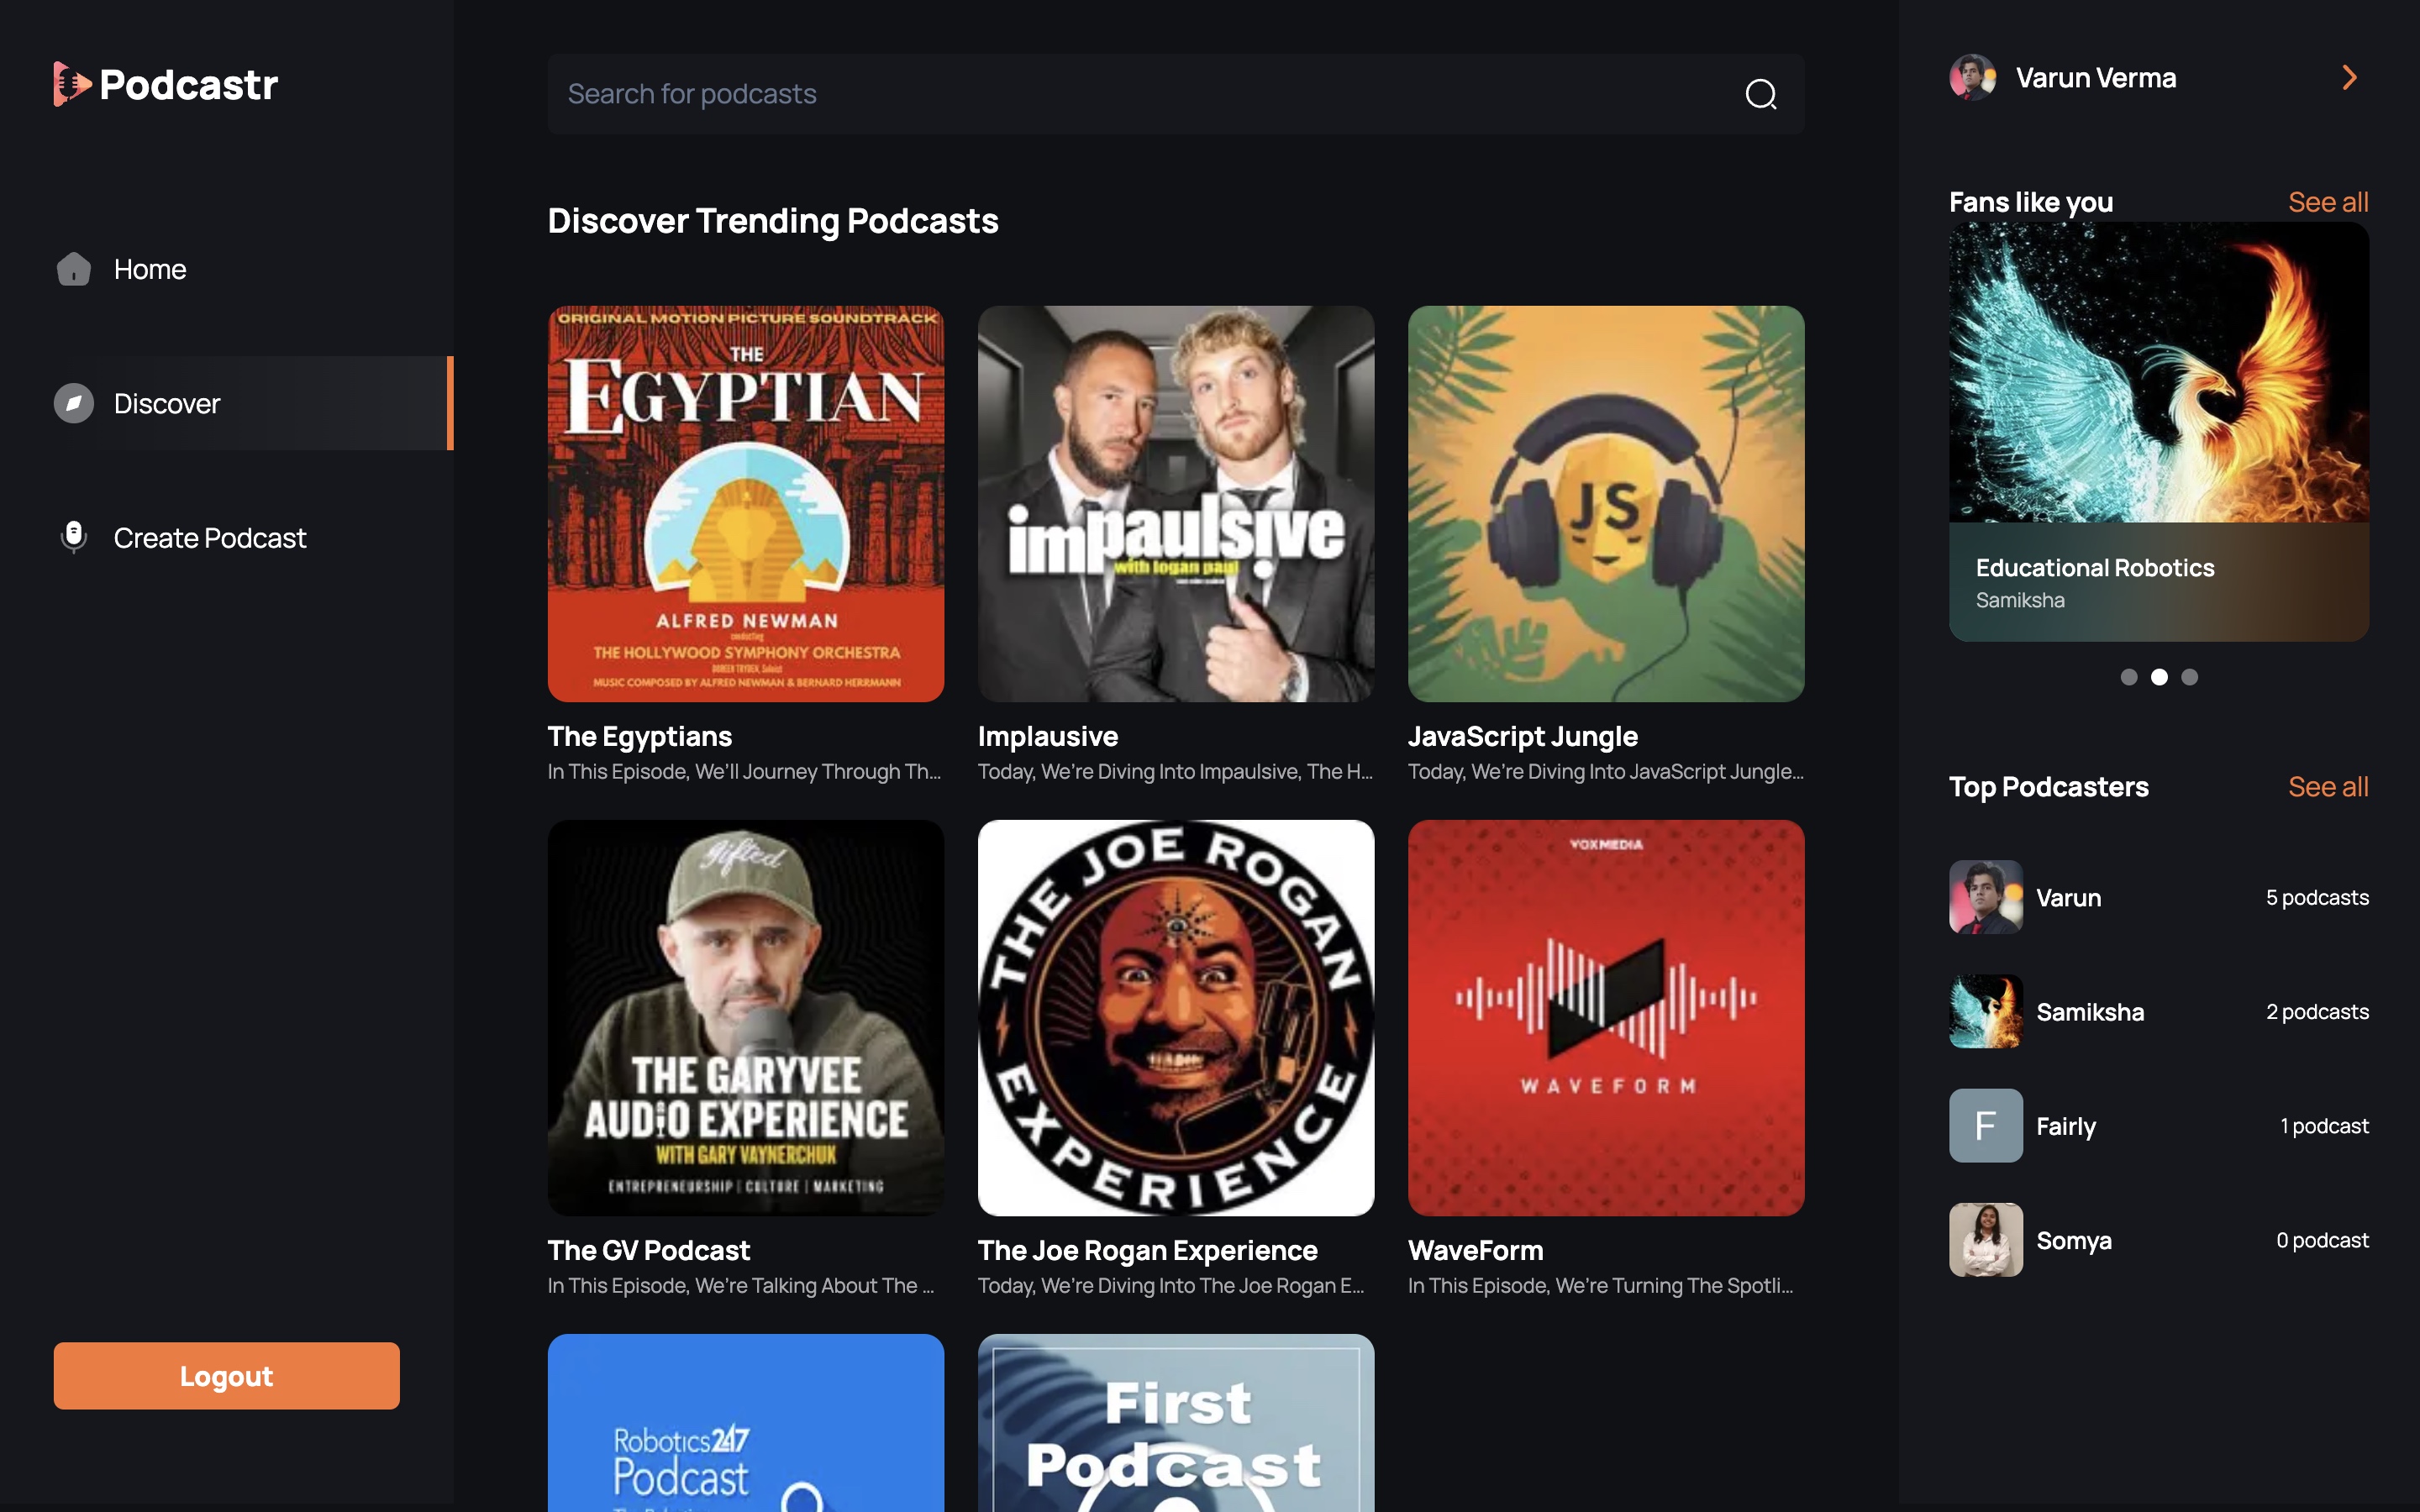 Podcastr
Home
Discover
Create Podcast
Logout
Search for podcasts
Discover Trending Podcasts
ORIGINAL MOTION PICTURE SOUNDTRACK
THE
EGYPTIAN
ALFRED NEWMAN
conducting
THE HOLLYWOOD SYMPHONY ORCHESTRA
MUSIC COMPOSED BY ALFRED NEWMAN & BERNARD HERRMANN
The Egyptians
In This Episode, We'll Journey Through Th...
impaulsive
with logan paul
Implausive
Today, We're Diving Into Impaulsive, The H...
JS
JavaScript Jungle
Today, We're Diving Into JavaScript Jungle...
Gifted
THE GARYVEE
AUDIO EXPERIENCE
WITH GARY VAYNERCHUK
ENTREPRENEURSHIP | CULTURE | MARKETING
The GV Podcast
In This Episode, We're Talking About The ...
THE JOE ROGAN
EXPERIENCE
The Joe Rogan Experience
Today, We're Diving Into The Joe Rogan E...
VOXMEDIA
WAVEFORM
WaveForm
In This Episode, We're Turning The Spotli...
Robotics247
Podcast
First
Podcast
Varun Verma
Fans like you
See all
Educational Robotics
Samiksha
Top Podcasters
See all
Varun
5 podcasts
Samiksha
2 podcasts
F
Fairly
1 podcast
Somya
0 podcast